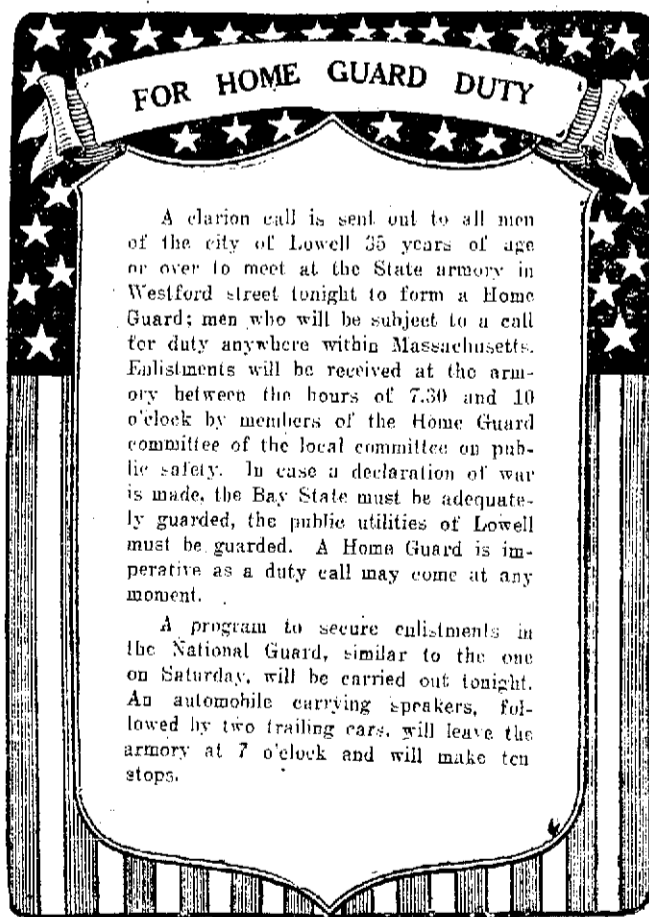 FOR HOME GUARD DUTY
A clarion call is sent out to all men
of the city of Lowell 35 years of age
or over to meet at the State armory in
Westford street tonight to form a Home
Guard; men who will be subject to a call
for duty anywhere within Massachusetts.
Enlistments will be received at the arm-
ory between the hours of 7.30 and 10
o'clock by members of the Home Guard
committee of the local committee on pub-
lic safety. In case a declaration of war
is made, the Bay State must be adequate-
ly guarded, the public utilities of Lowell
must be guarded. A Home Guard is im-
perative as a duty call may come at any
moment.
A program to secure enlistments in
the National Guard, similar to the one
on Saturday, will be carried out tonight.
An automobile carrying speakers, fol-
lowed by two trailing cars, will leave the
armory at 7 o'clock and will make ten
stops.